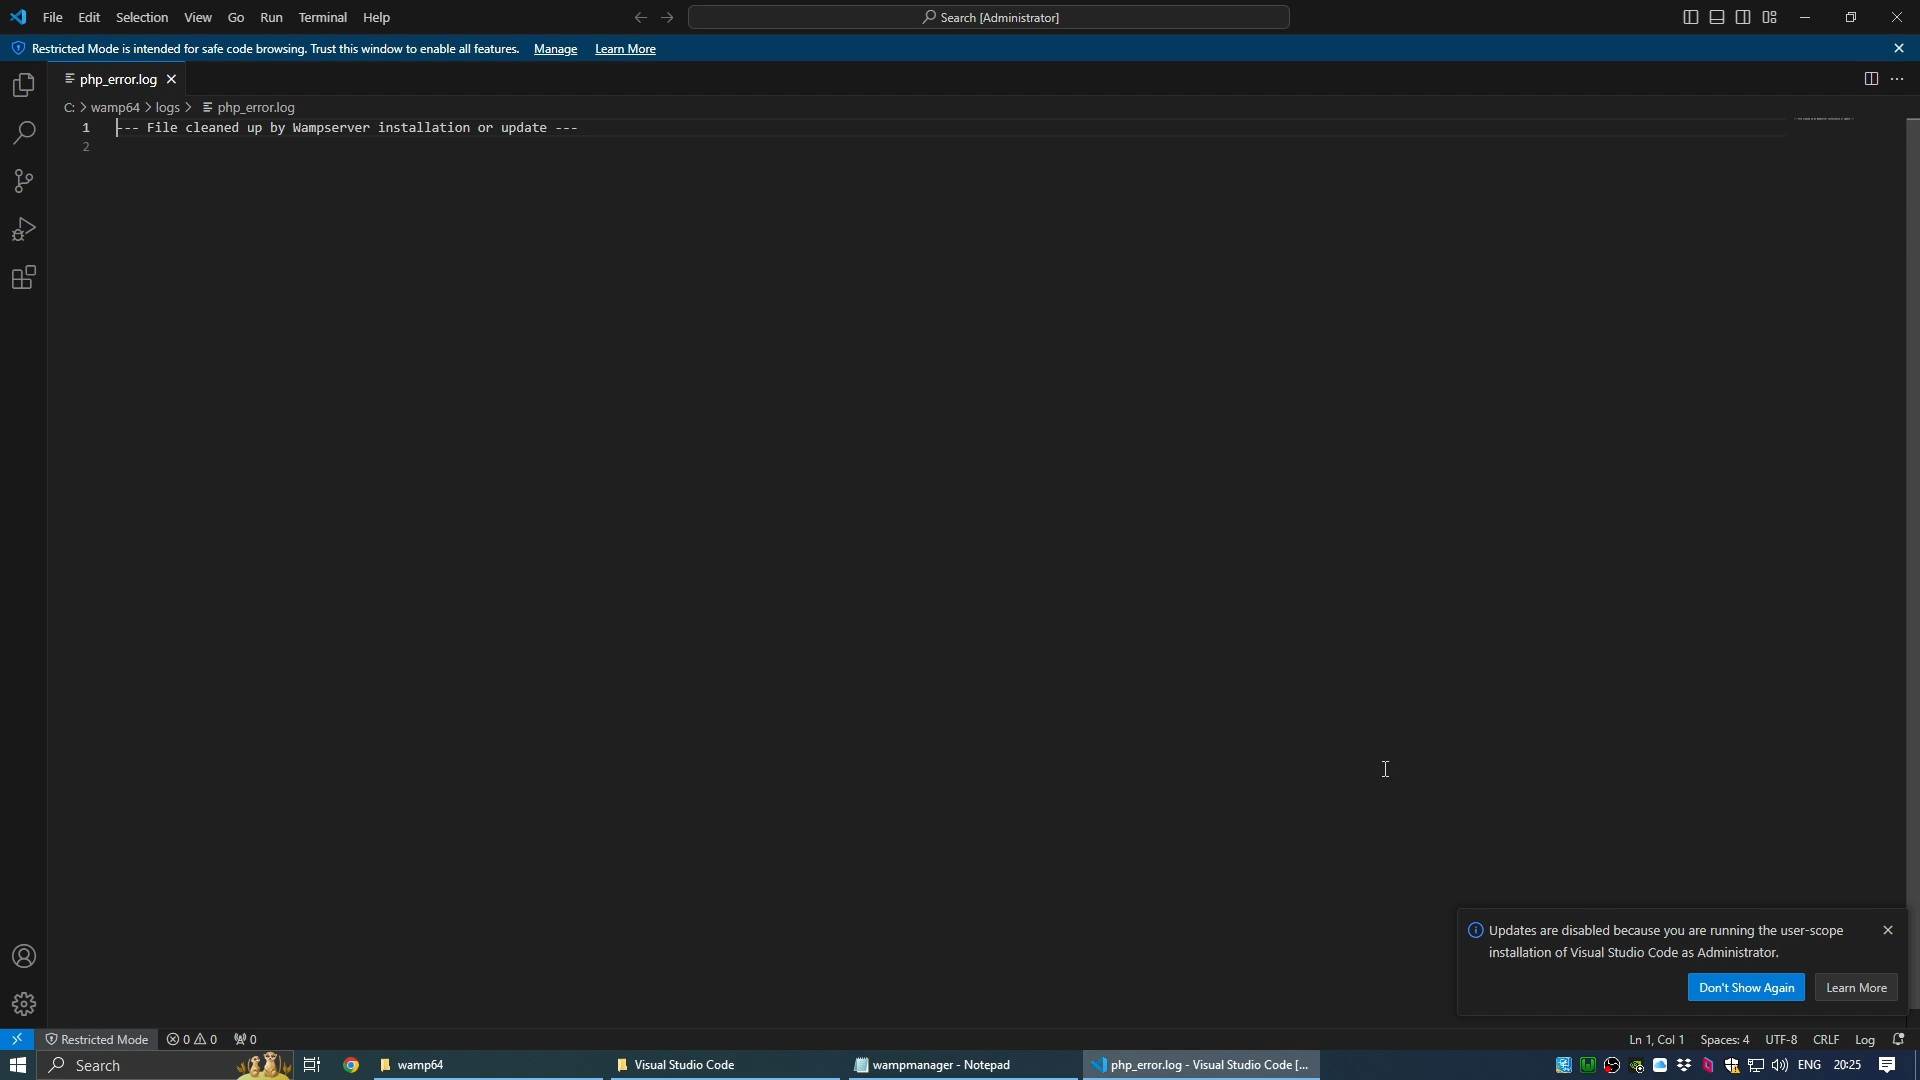 File Edit Selection View Go Run Terminal Help
Search [Administrator]
Restricted Mode is intended for safe code browsing. Trust this window to enable all features. Manage Learn More
php_error.log
C: > wamp64 > logs > php_error.log
1 --- File cleaned up by Wampserver installation or update ---
2
Updates are disabled because you are running the user-scope
installation of Visual Studio Code as Administrator.
Don't Show Again Learn More
Restricted Mode 0 0 0 Ln 1, Col 1 Spaces: 4 UTF-8 CRLF Log
Search wamp64 Visual Studio Code wampmanager - Notepad php_error.log - Visual Studio Code [... ENG 20:25